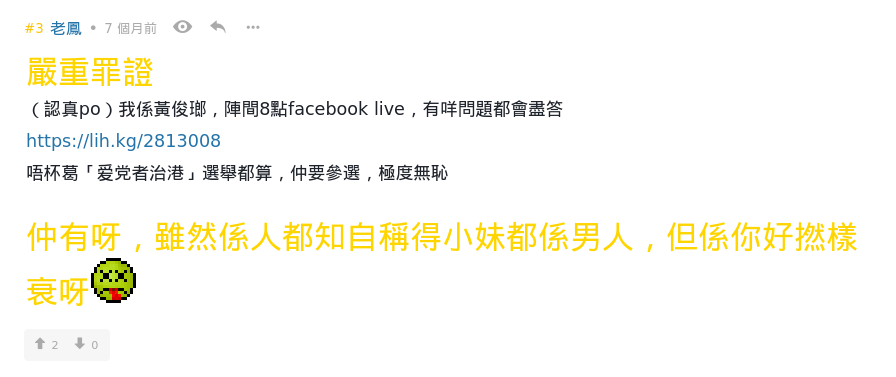 #3 老鳳 • 7 個月前
嚴重罪證
（認真po）我係黃俊瑯，陣間8點facebook live，有咩問題都會盡答
https://lih.kg/2813008
唔杯葛「爱党者治港」選舉都算，仲要參選，極度無恥
仲有呀，雖然係人都知自稱得小妹都係男人，但係你好撚樣
衰呀
2 0